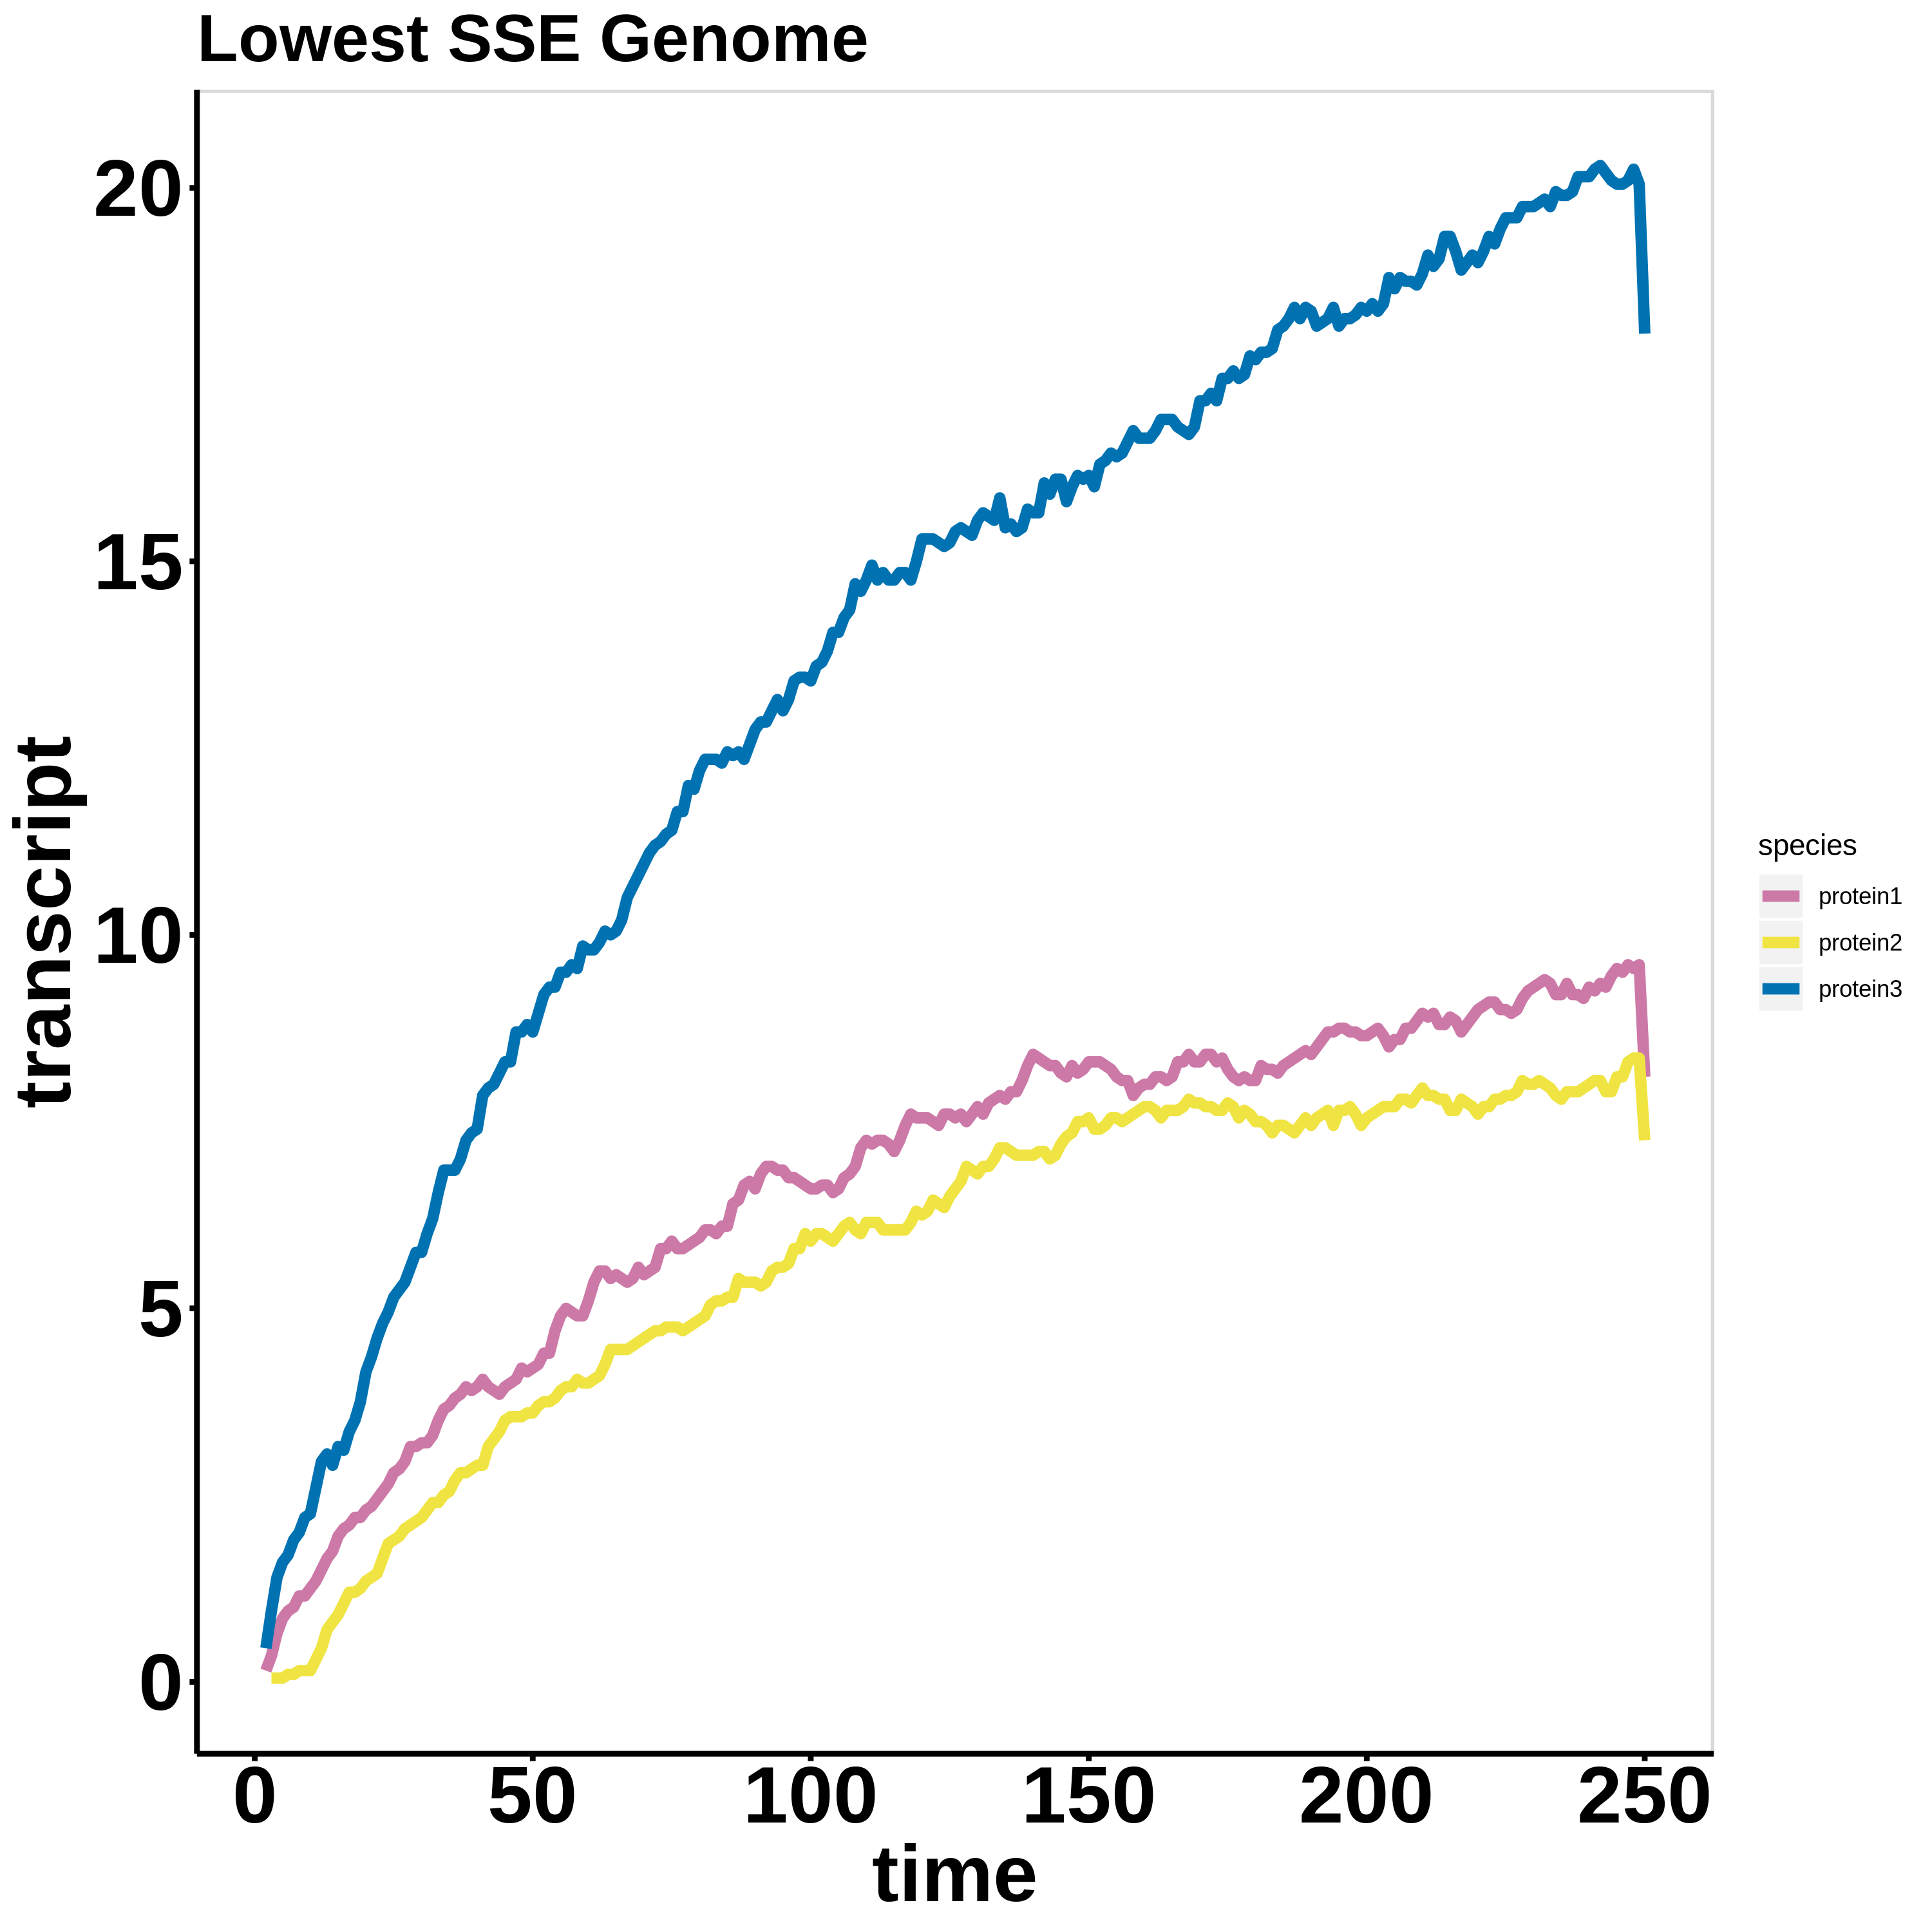 Lowest SSE Genome
transcript
20
15
10
5
0
0 50 100 150 200 250
time
species
protein1
protein2
protein3